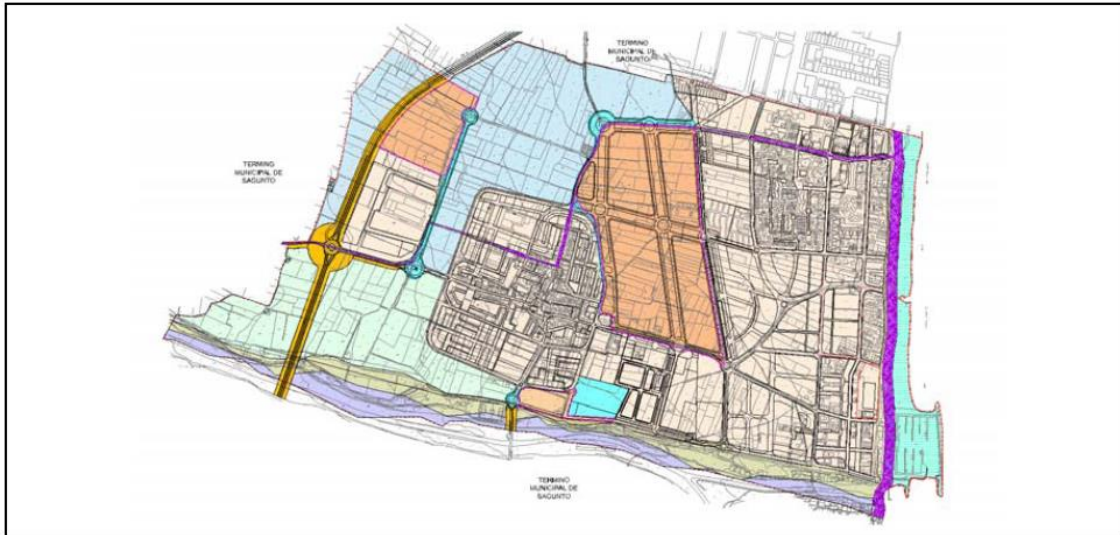 TERMINO
MUNICIPAL DE
SAGUNTO
TERMINO
MUNICIPAL DE
SAGUNTO
TERMINO
MUNICIPAL DE
SAGUNTO